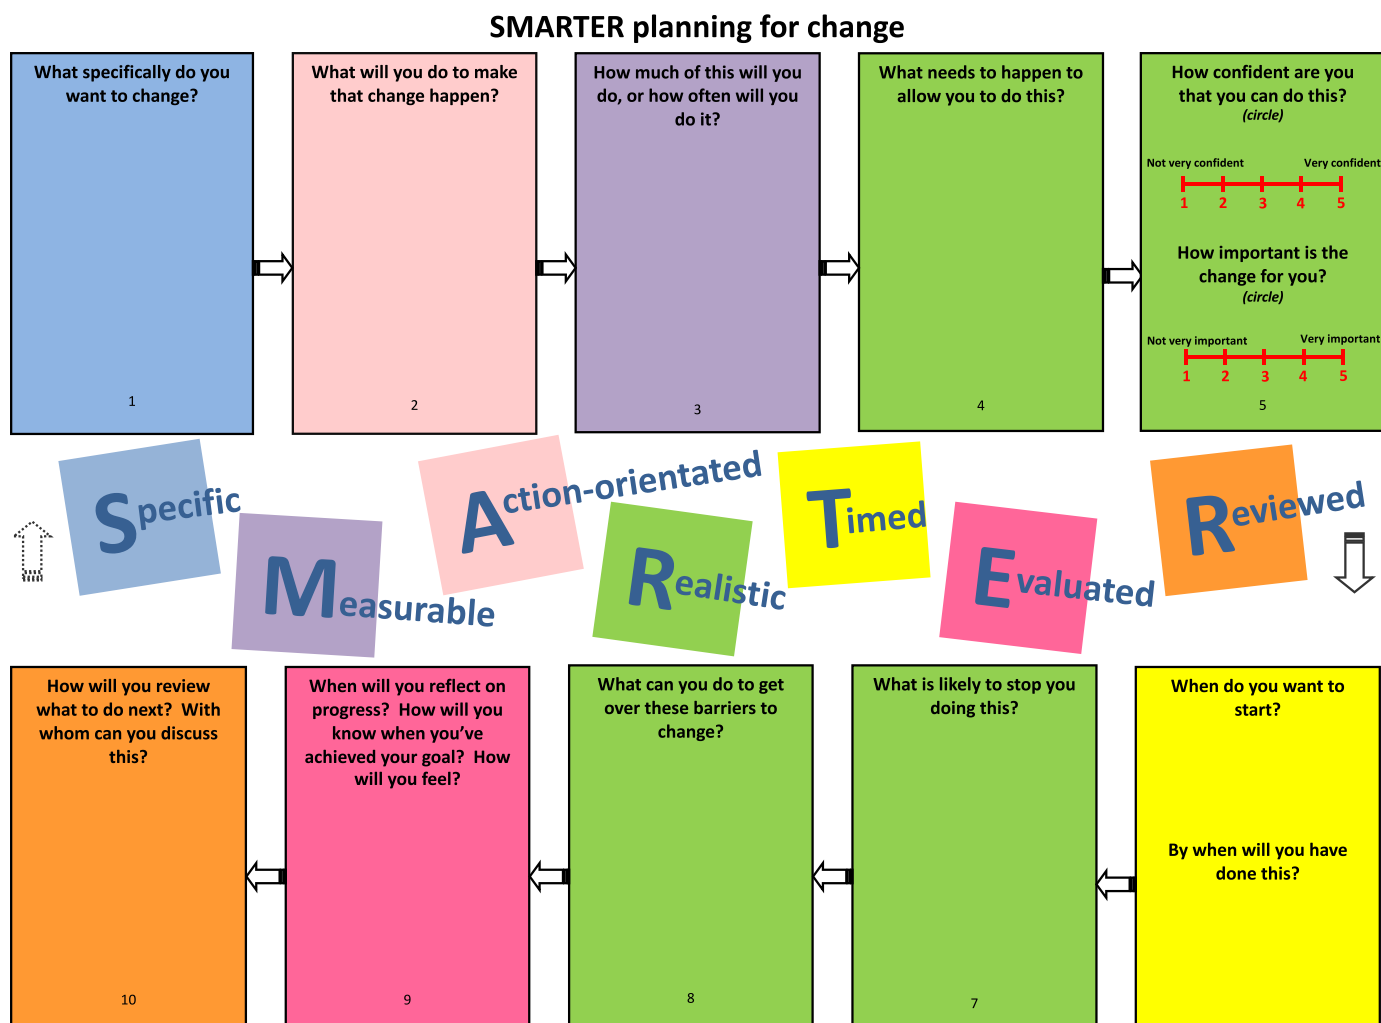 SMARTER planning for change
What specifically do you
want to change?
1
What will you do to make
that change happen?
2
How much of this will you
do, or how often will you
do it?
3
What needs to happen to
allow you to do this?
4
How confident are you
that you can do this?
(circle)
Not very confident Very confident
1 2 3 4 5
How important is the
change for you?
(circle)
Not very important Very important
1 2 3 4 5
5
Specific
Measurable
Action-orientated
Realistic
Timed
Evaluated
Reviewed
When do you want to
start?
By when will you have
done this?
What is likely to stop you
doing this?
7
What can you do to get
over these barriers to
change?
8
When will you reflect on
progress?  How will you
know when you've
achieved your goal?  How
will you feel?
9
How will you review
what to do next?  With
whom can you discuss
this?
10